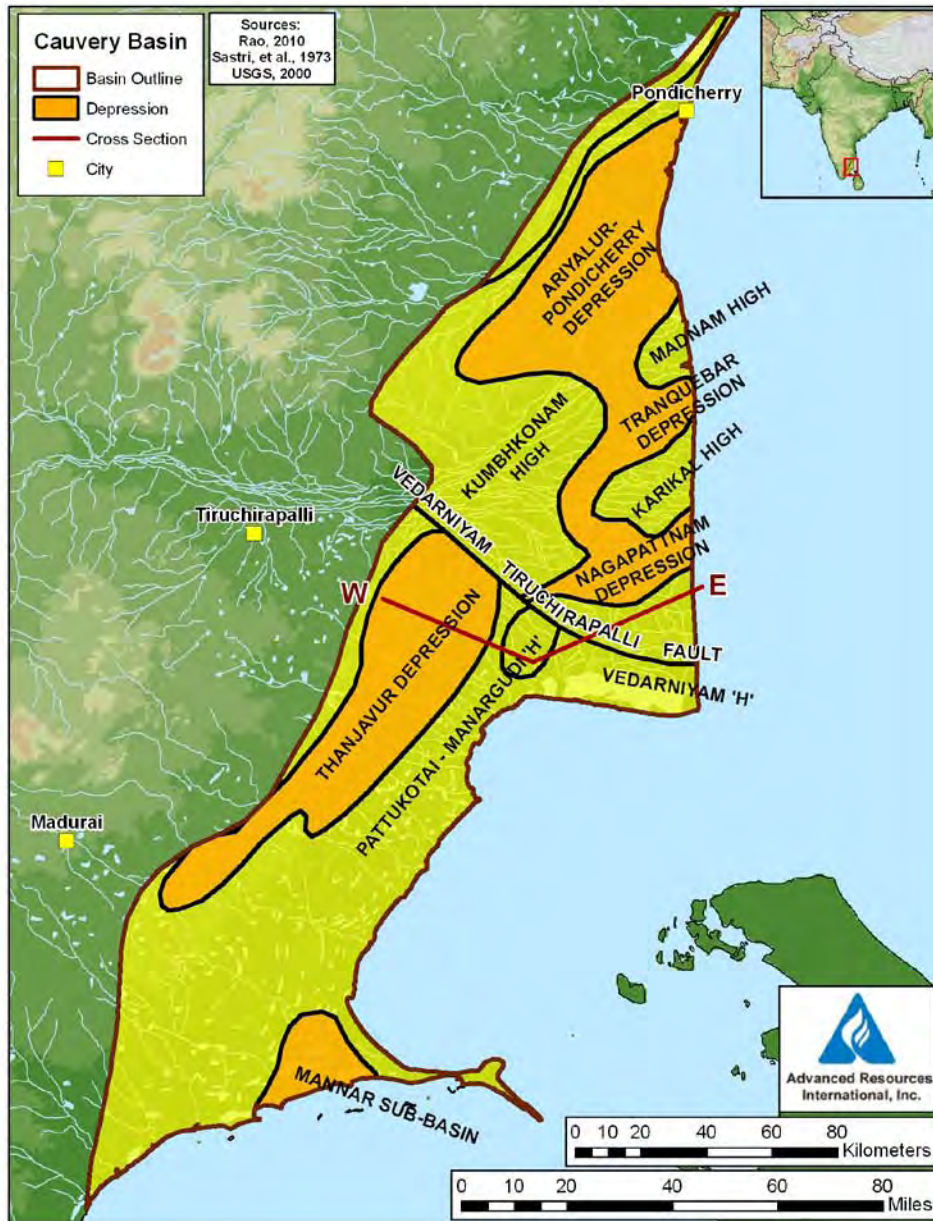 Cauvery Basin
Basin Outline
Depression
Cross Section
City
Sources:
Rao, 2010
Sastri, et al., 1973
USGS, 2000
Pondicherry
ARIYALUR-
PONDICHERRY
DEPRESSION
MADNAM HIGH
TRANQUEBAR
DEPRESSION
KARIKAL HIGH
KUMBHKONAM
HIGH
Tiruchirapalli
VEDARNIYAM TIRUCHIRAPALLI FAULT
NAGAPATTNAM
DEPRESSION
W
E
THANJAVUR DEPRESSION
PATTUKOTAI - MANARGUDI 'H'
VEDARNIYAM 'H'
Madurai
MANNAR SUB-BASIN
Advanced Resources
International, Inc.
0 10 20 40 60 80
Kilometers
0 10 20 40 60 80
Miles